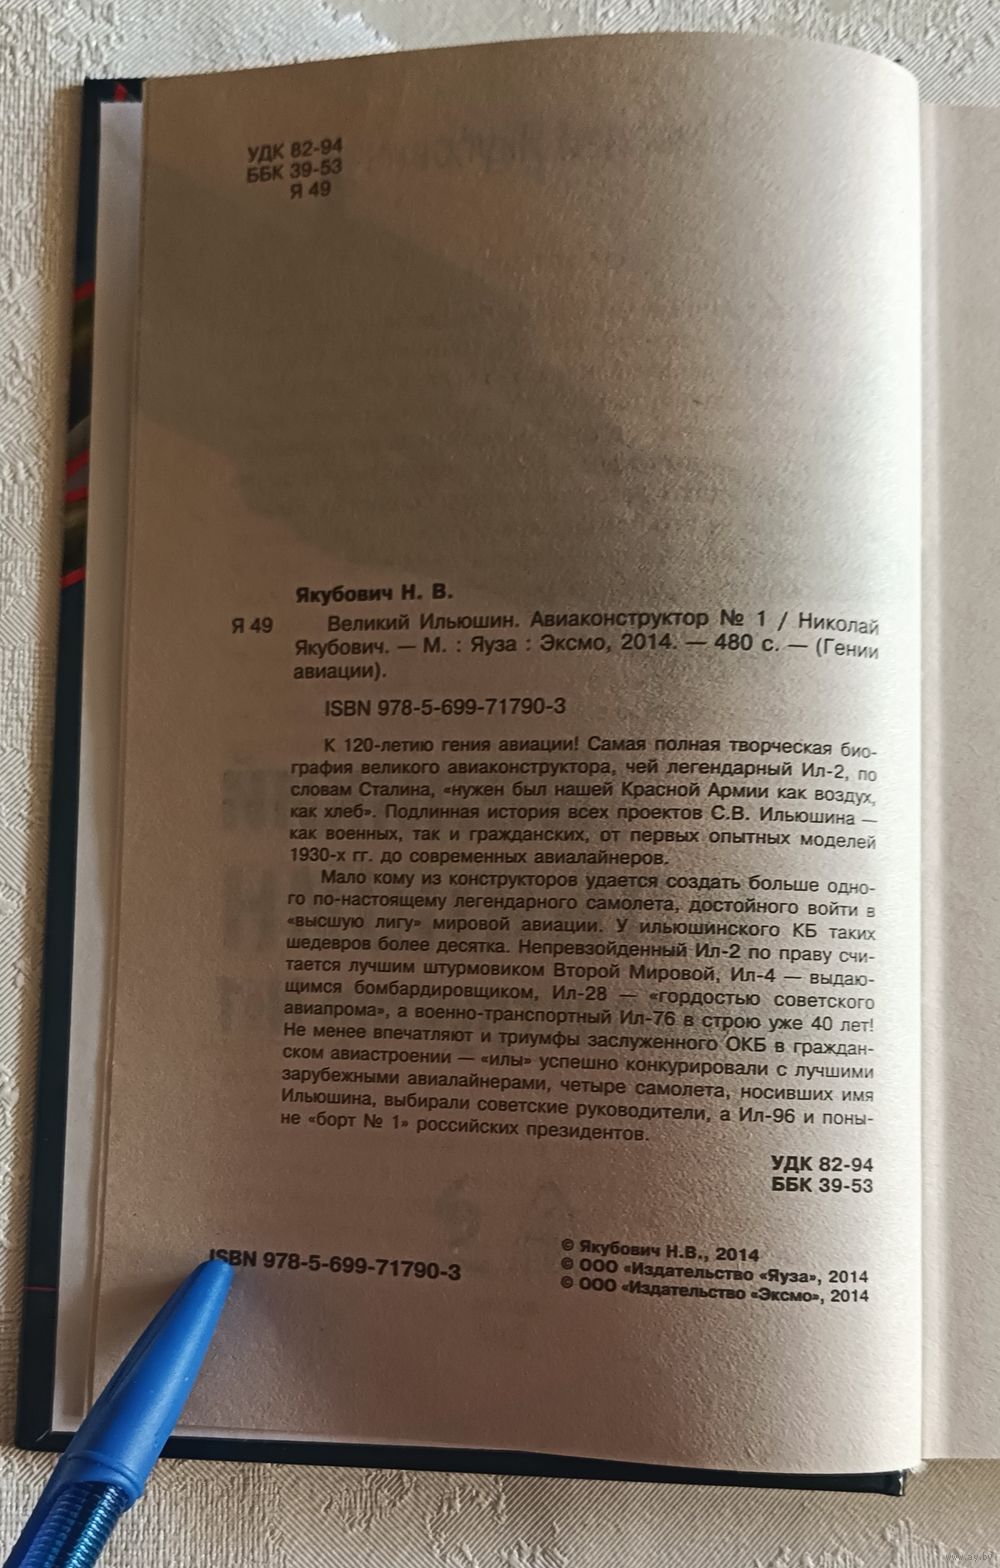 УДК 82-94
ББК 39-53
Я 49
Якубович Н. В.
Я 49 Великий Ильюшин. Авиаконструктор № 1 / Николай
Якубович. — М. : Яуза : Эксмо, 2014. — 480 с. — (Гении
авиации).
ISBN 978-5-699-71790-3
К 120-летию гения авиации! Самая полная творческая био-
графия великого авиаконструктора, чей легендарный Ил-2, по
словам Сталина, «нужен был нашей Красной Армии как воздух,
как хлеб». Подлинная история всех проектов С.В. Ильюшина —
как военных, так и гражданских, от первых опытных моделей
1930-х гг. до современных авиалайнеров.
Мало кому из конструкторов удается создать больше одно-
го по-настоящему легендарного самолета, достойного войти в
«высшую лигу» мировой авиации. У ильюшинского КБ таких
шедевров более десятка. Непревзойденный Ил-2 по праву счи-
тается лучшим штурмовиком Второй Мировой, Ил-4 — выдаю-
щимся бомбардировщиком, Ил-28 — «гордостью советского
авиапрома», а военно-транспортный Ил-76 в строю уже 40 лет!
Не менее впечатляют и триумфы заслуженного ОКБ в граждан-
ском авиастроении — «илы» успешно конкурировали с лучшими
зарубежными авиалайнерами, четыре самолета, носивших имя
Ильюшина, выбирали советские руководители, а Ил-96 и поны-
не «борт № 1» российских президентов.
УДК 82-94
ББК 39-53
ISBN 978-5-699-71790-3
© Якубович Н.В., 2014
© ООО «Издательство «Яуза», 2014
© ООО «Издательство «Эксмо», 2014